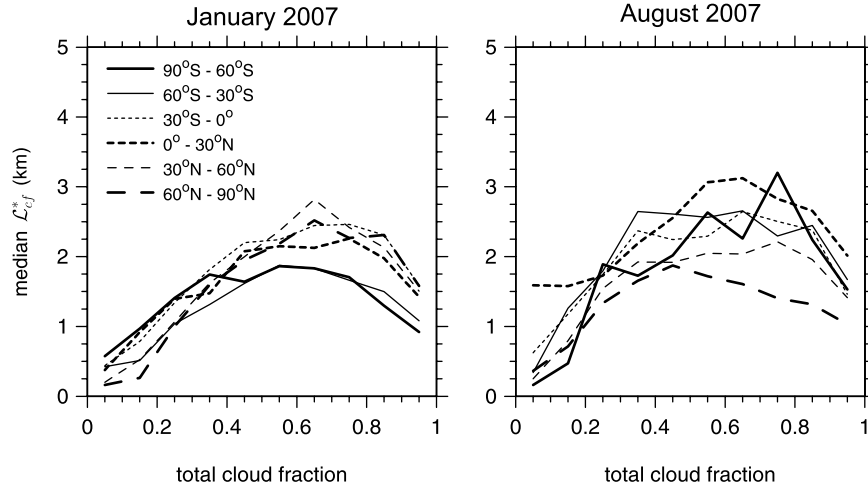 January 2007
August 2007
5
4
3
2
1
0
90°S - 60°S
60°S - 30°S
30°S - 0°
0° - 30°N
30°N - 60°N
60°N - 90°N
median ℒ*cf (km)
0 0.2 0.4 0.6 0.8 1
total cloud fraction
5
4
3
2
1
0
0 0.2 0.4 0.6 0.8 1
total cloud fraction